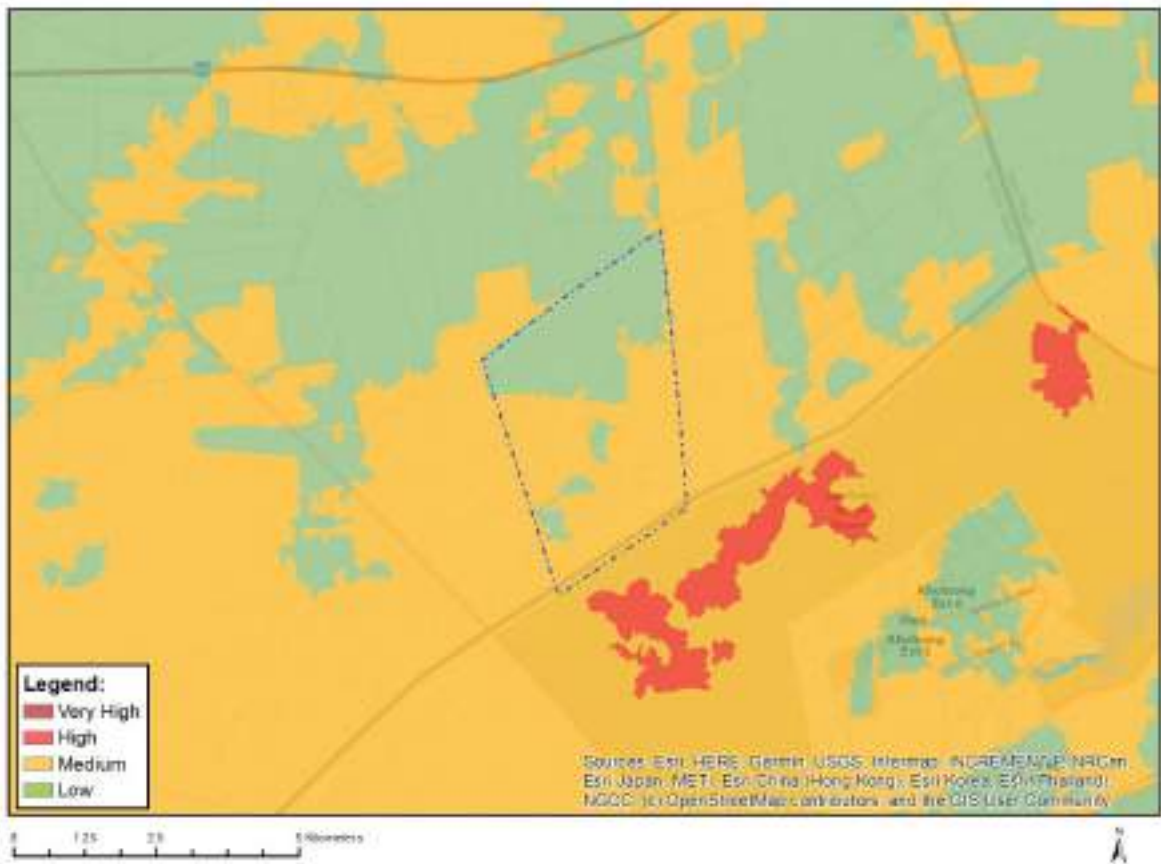 Legend:
Very High
High
Medium
Low
Sources: Esri, HERE, Garmin, USGS, Intermap, INCREMENT P, NRCan,
Esri Japan, METI, Esri China (Hong Kong), Esri Korea, Esri (Thailand),
NGCC, (c) OpenStreetMap contributors, and the GIS User Community
0 1.25 2.5 5 Kilometers
N